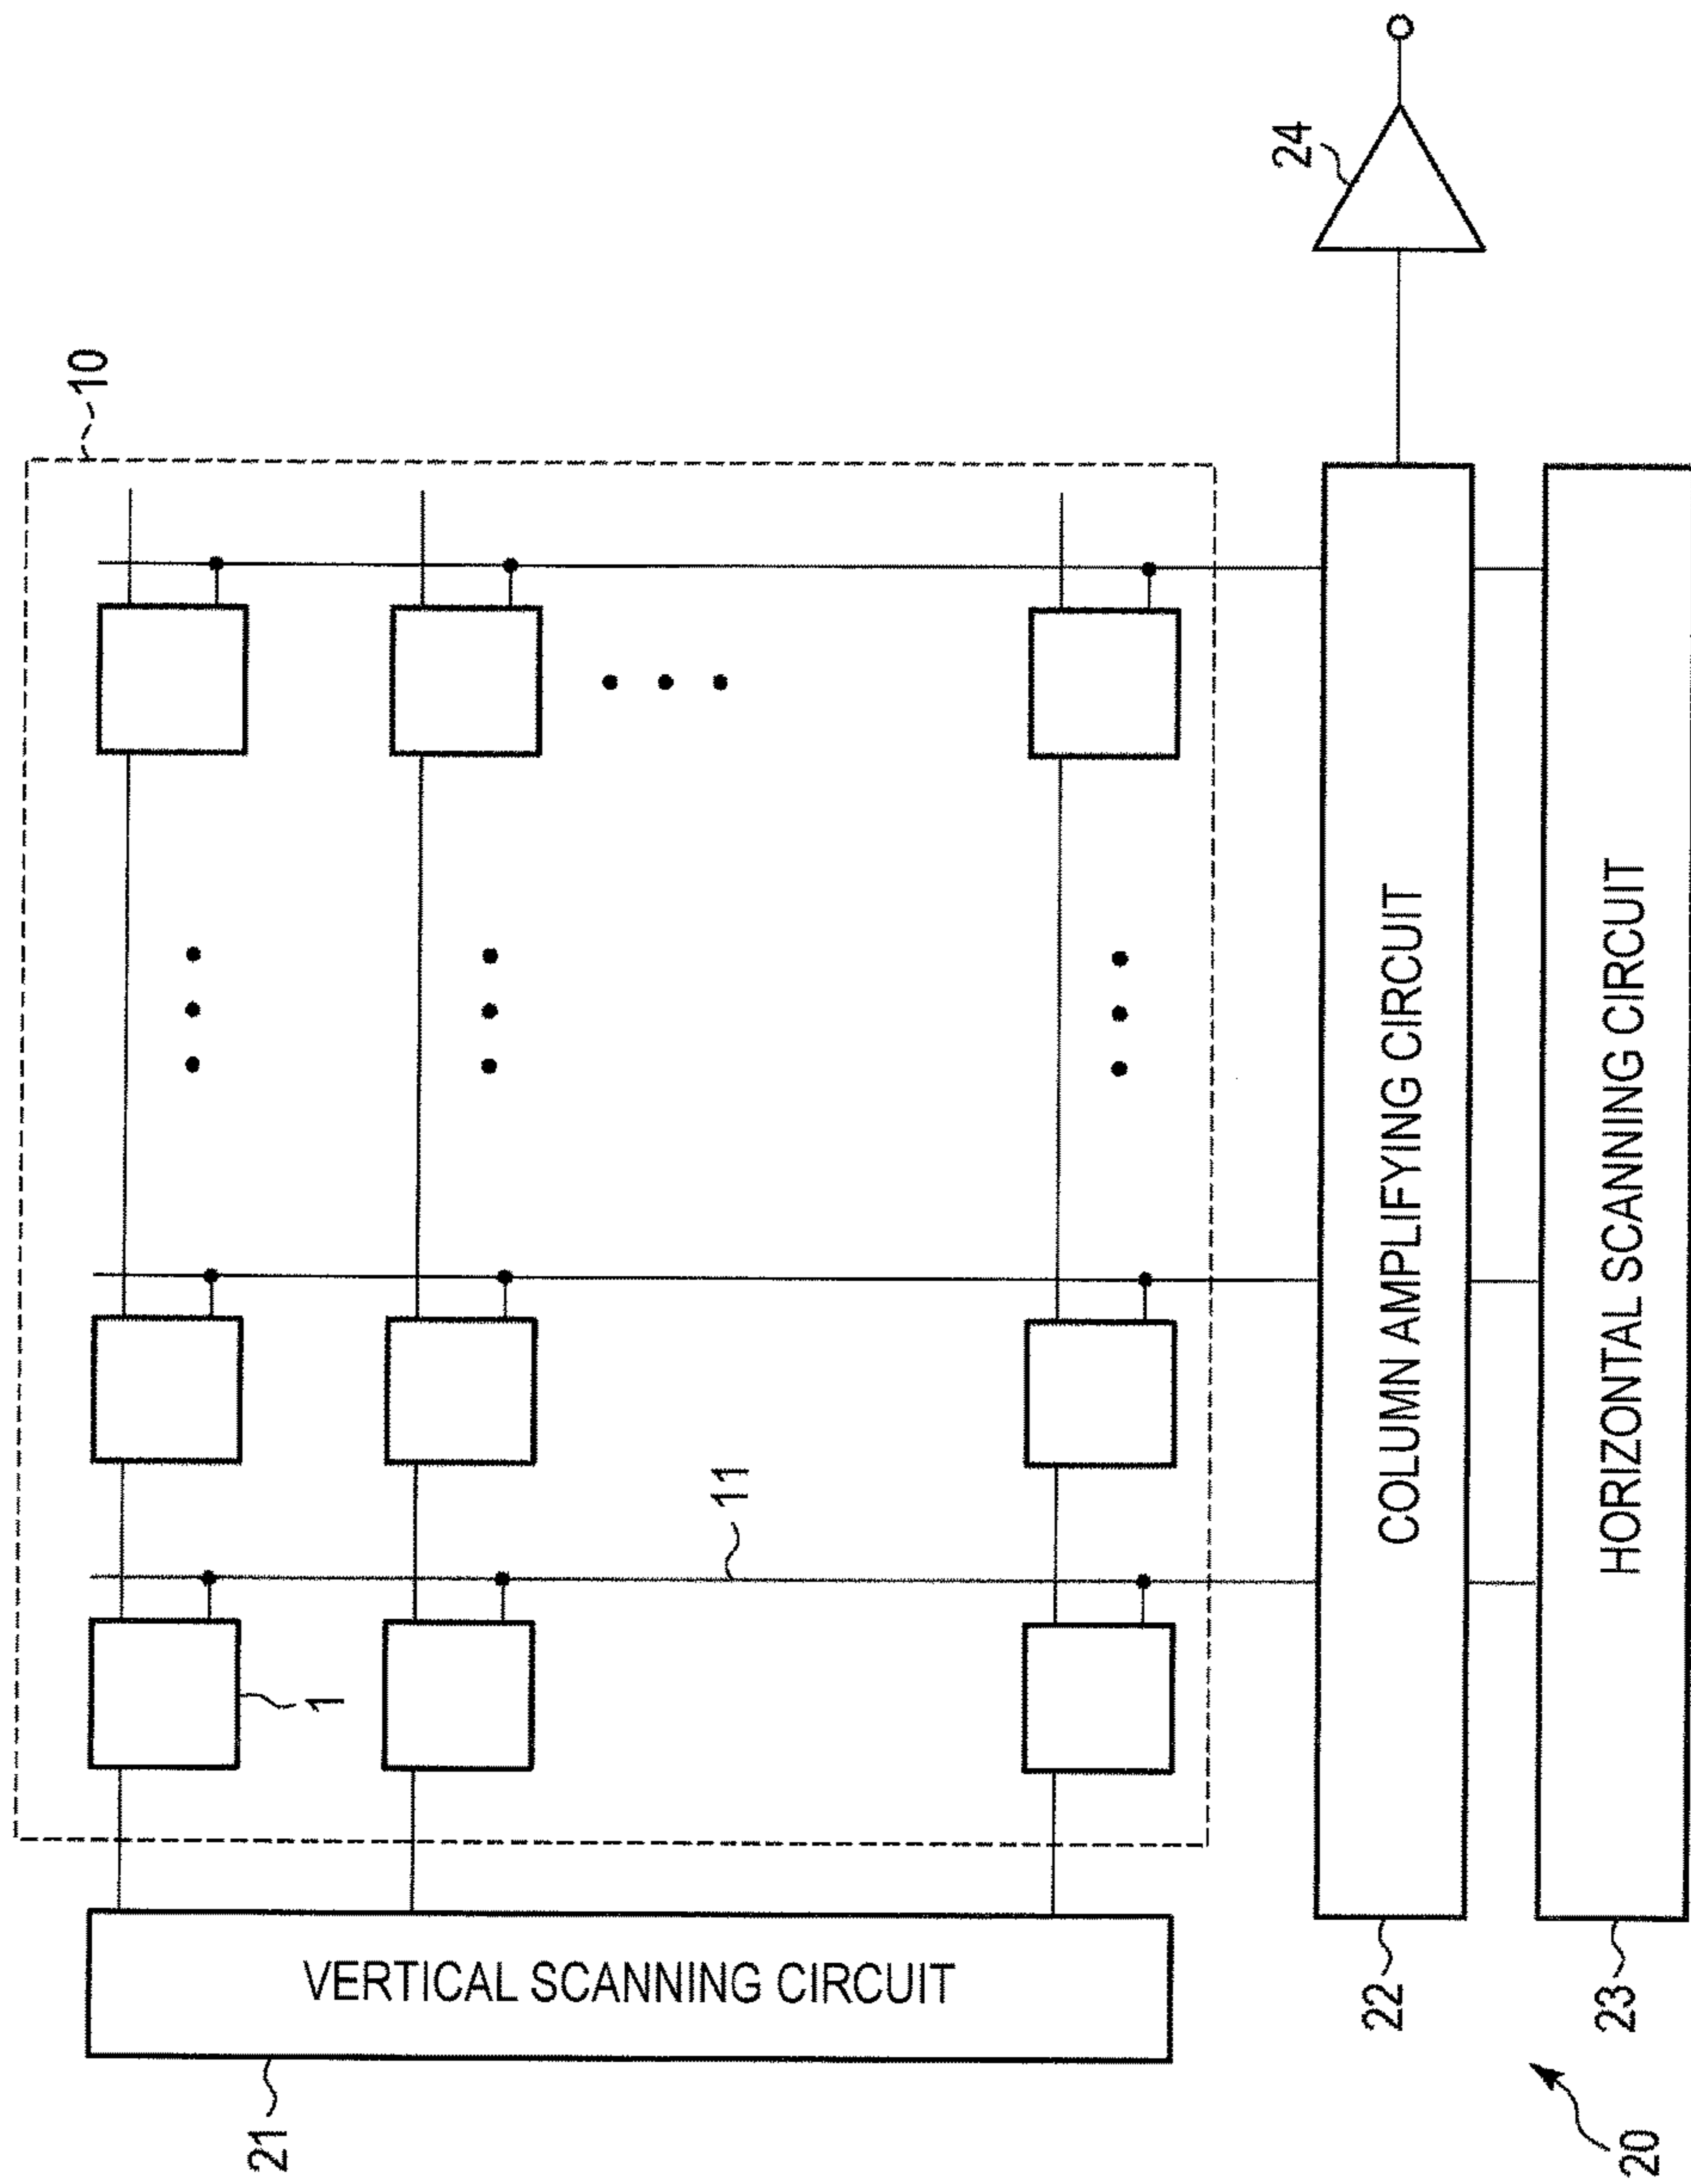 10
24
1
11
VERTICAL SCANNING CIRCUIT
21
COLUMN AMPLIFYING CIRCUIT
22
HORIZONTAL SCANNING CIRCUIT
23
20